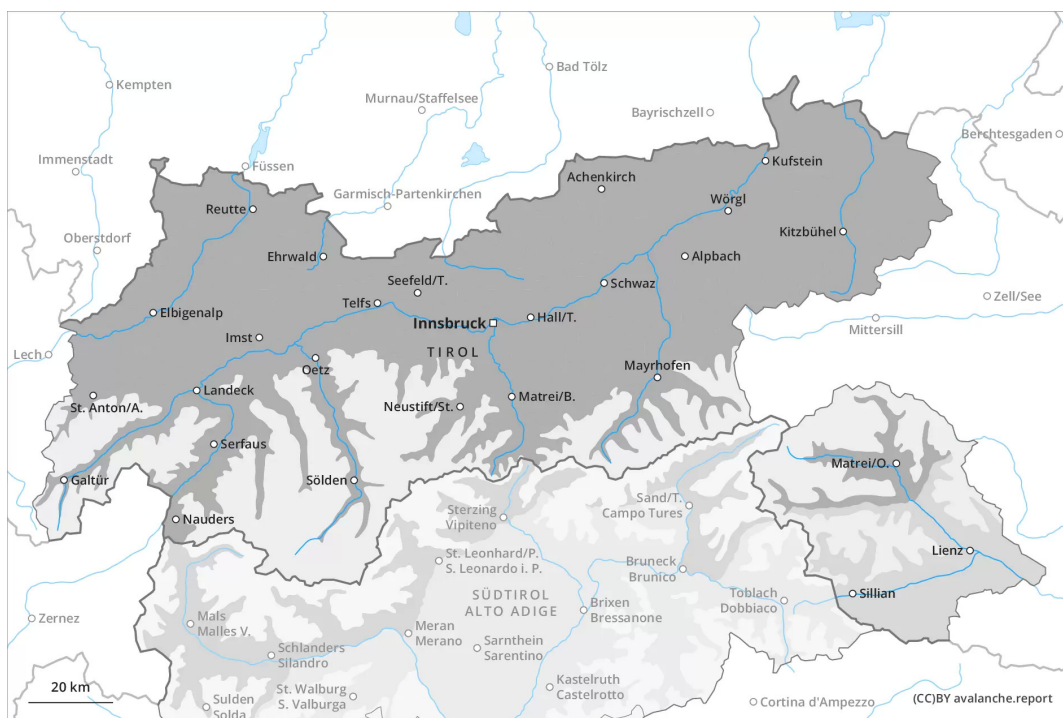 Kempten
Bad Tölz
Murnau/Staffelsee
Bayrischzell
Berchtesgaden
Immenstadt
Füssen
Kufstein
Achenkirch
Garmisch-Partenkirchen
Reutte
Wörgl
Oberstdorf
Kitzbühel
Ehrwald
Alpbach
Seefeld/T.
Schwaz
Zell/See
Telfs
Elbigenalp
Hall/T.
Innsbruck
Mittersill
Imst
TIROL
Lech
Oetz
Mayrhofen
Landeck
St. Anton/A.
Neustift/St.
Matrei/B.
Serfaus
Matrei/O.
Galtür
Sölden
Sand/T.
Campo Tures
Sterzing
Vipiteno
Nauders
Lienz
St. Leonhard/P.
S. Leonardo i. P.
Bruneck
Brunico
SÜDTIROL
ALTO ADIGE
Sillian
Toblach
Dobbiaco
Brixen
Bressanone
Zernez
Mals
Malles V.
Meran
Merano
Sarnthein
Sarentino
Schlanders
Silandro
20 km
St. Walburg
S. Valburga
Kastelruth
Castelrotto
Sulden
Solda
Cortina d'Ampezzo
(CC)BY avalanche.report